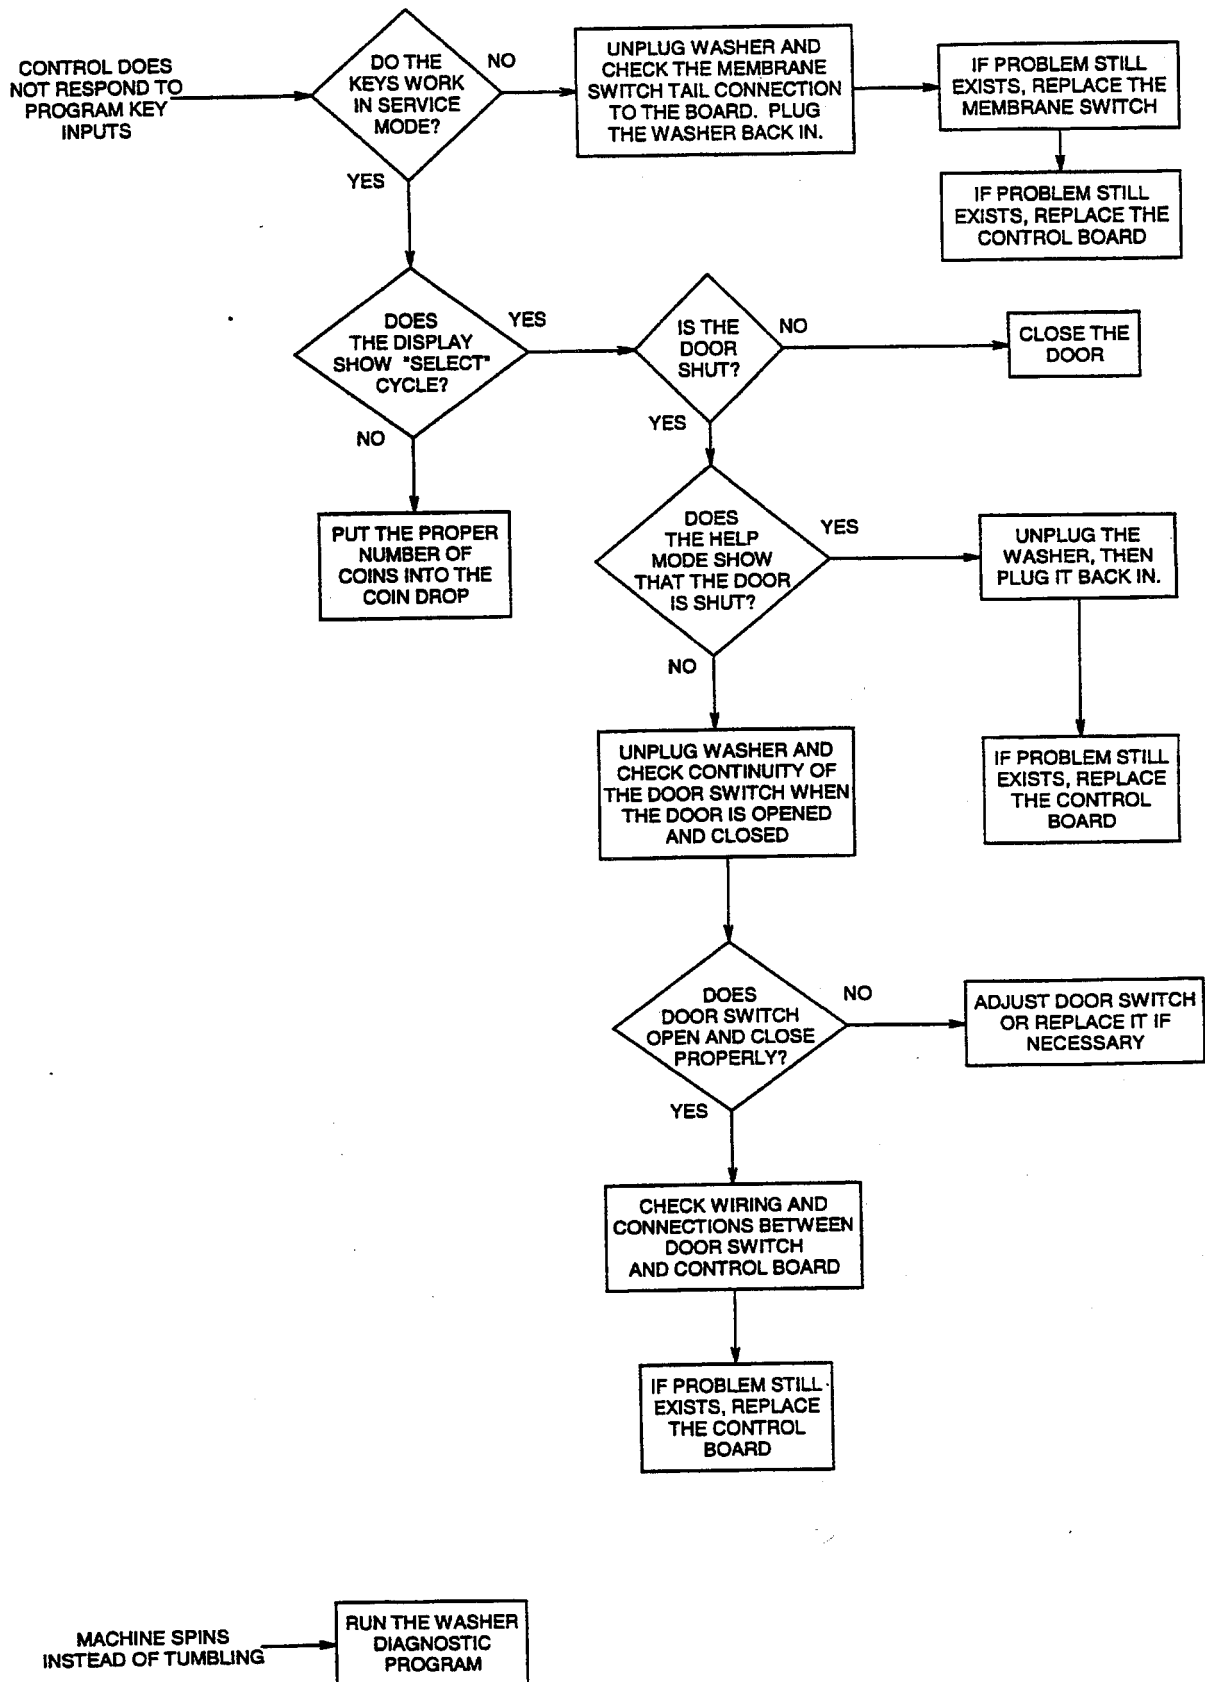 CONTROL DOES
NOT RESPOND TO
PROGRAM KEY
INPUTS
DO THE
KEYS WORK
IN SERVICE
MODE?
NO
UNPLUG WASHER AND
CHECK THE MEMBRANE
SWITCH TAIL CONNECTION
TO THE BOARD. PLUG
THE WASHER BACK IN.
IF PROBLEM STILL
EXISTS, REPLACE THE
MEMBRANE SWITCH
IF PROBLEM STILL
EXISTS, REPLACE THE
CONTROL BOARD
YES
DOES
THE DISPLAY
SHOW "SELECT"
CYCLE?
YES
IS THE
DOOR
SHUT?
NO
CLOSE THE
DOOR
NO
PUT THE PROPER
NUMBER OF
COINS INTO THE
COIN DROP
YES
DOES
THE HELP
MODE SHOW
THAT THE DOOR
IS SHUT?
YES
UNPLUG THE
WASHER, THEN
PLUG IT BACK IN.
IF PROBLEM STILL
EXISTS, REPLACE
THE CONTROL
BOARD
NO
UNPLUG WASHER AND
CHECK CONTINUITY OF
THE DOOR SWITCH WHEN
THE DOOR IS OPENED
AND CLOSED
DOES
DOOR SWITCH
OPEN AND CLOSE
PROPERLY?
NO
ADJUST DOOR SWITCH
OR REPLACE IT IF
NECESSARY
YES
CHECK WIRING AND
CONNECTIONS BETWEEN
DOOR SWITCH
AND CONTROL BOARD
IF PROBLEM STILL
EXISTS, REPLACE
THE CONTROL
BOARD
MACHINE SPINS
INSTEAD OF TUMBLING
RUN THE WASHER
DIAGNOSTIC
PROGRAM